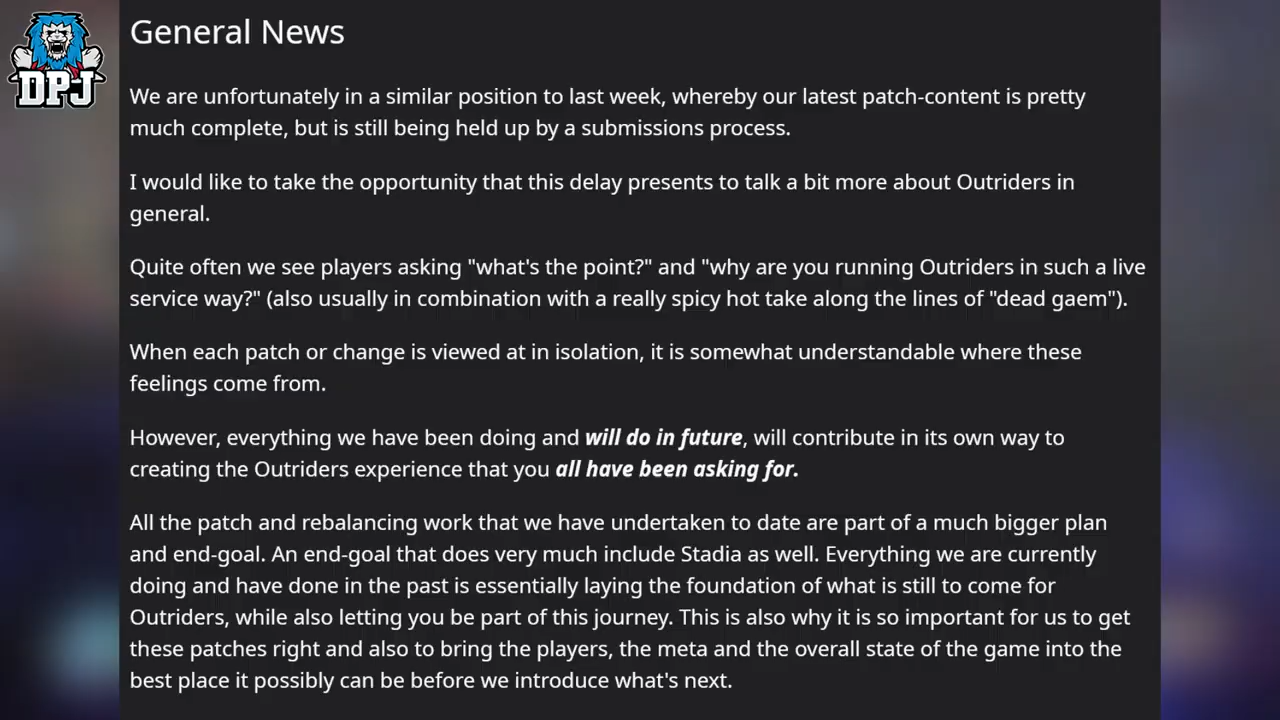 DPJ
General News
We are unfortunately in a similar position to last week, whereby our latest patch-content is pretty
much complete, but is still being held up by a submissions process.
I would like to take the opportunity that this delay presents to talk a bit more about Outriders in
general.
Quite often we see players asking "what's the point?" and "why are you running Outriders in such a live
service way?" (also usually in combination with a really spicy hot take along the lines of "dead gaem").
When each patch or change is viewed at in isolation, it is somewhat understandable where these
feelings come from.
However, everything we have been doing and will do in future, will contribute in its own way to
creating the Outriders experience that you all have been asking for.
All the patch and rebalancing work that we have undertaken to date are part of a much bigger plan
and end-goal. An end-goal that does very much include Stadia as well. Everything we are currently
doing and have done in the past is essentially laying the foundation of what is still to come for
Outriders, while also letting you be part of this journey. This is also why it is so important for us to get
these patches right and also to bring the players, the meta and the overall state of the game into the
best place it possibly can be before we introduce what's next.